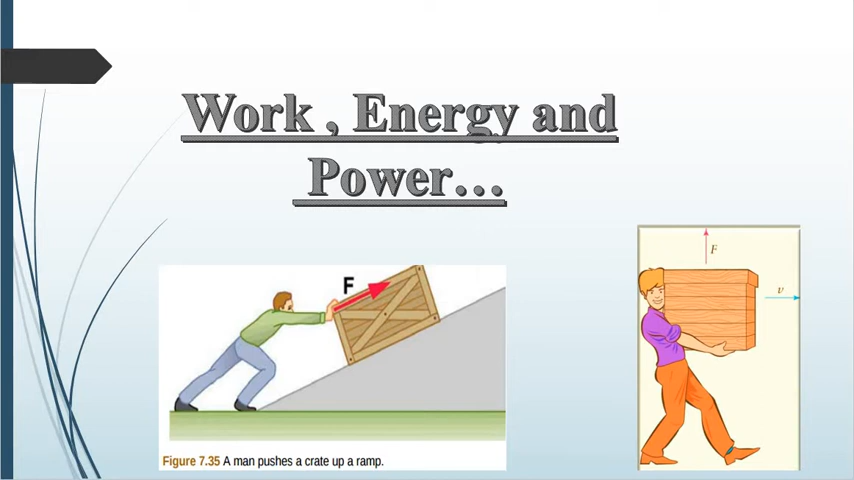 Work , Energy and
Power...
F
F
v
Figure 7.35 A man pushes a crate up a ramp.